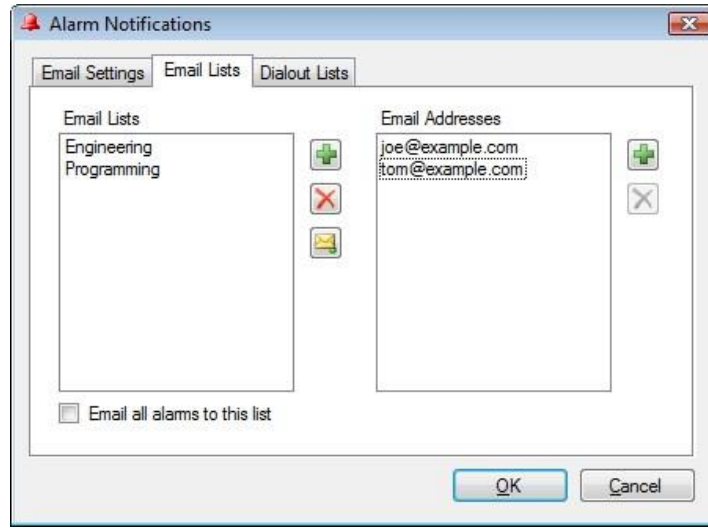 Alarm Notifications
Email Settings
Email Lists
Dialout Lists
Email Lists
Engineering
Programming
Email Addresses
joe@example.com
tom@example.com
Email all alarms to this list
OK
Cancel